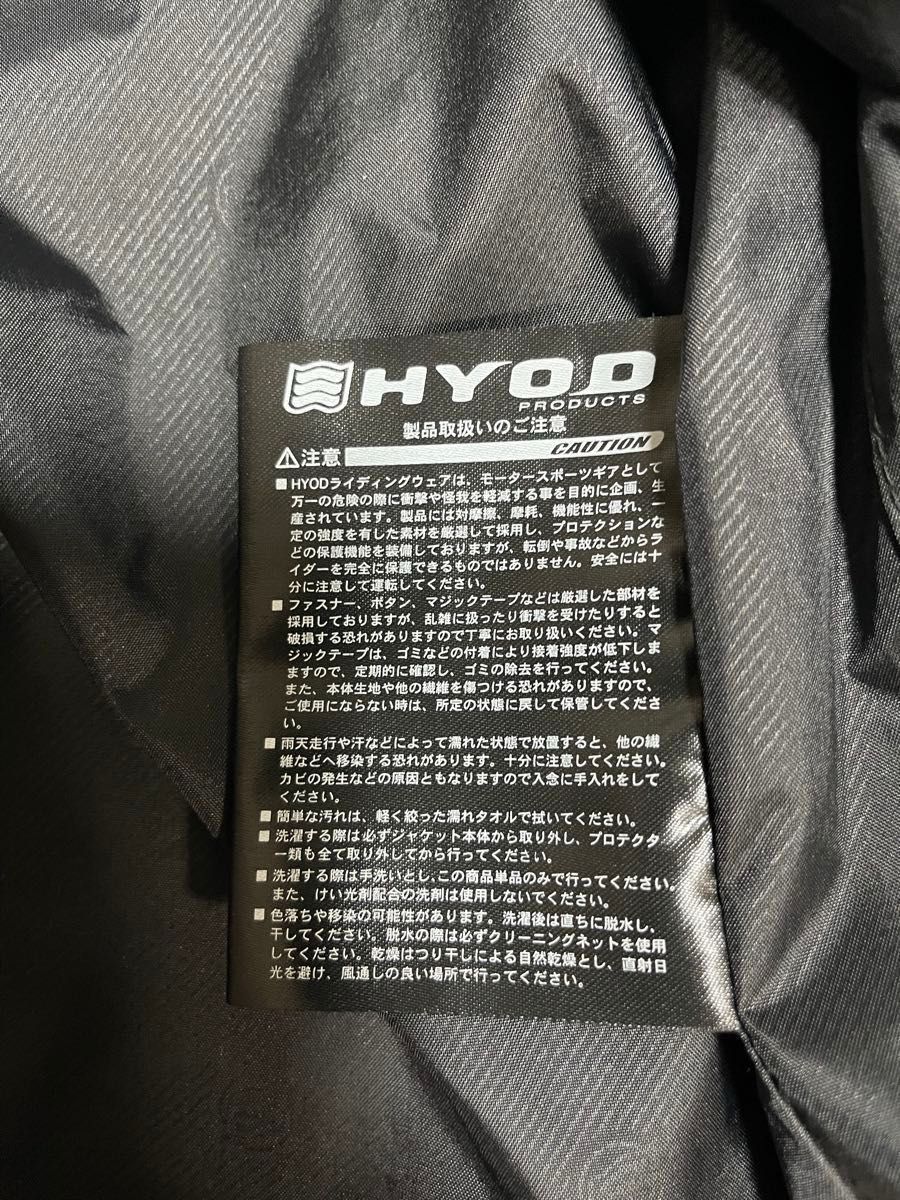 HYOD
PRODUCTS
製品取扱いのご注意
⚠注意 CAUTION
■ HYODライディングウェアは、モータースポーツギアとして
万一の危険の際に衝撃や怪我を軽減する事を目的に企画、生
産されています。製品には対摩擦、摩耗、機能性に優れ、一
定の強度を有した素材を厳選して採用し、プロテクションな
どの保護機能を装備しておりますが、転倒や事故などからラ
イダーを完全に保護できるものではありません。安全には十
分に注意して運転してください。
■ ファスナー、ボタン、マジックテープなどは厳選した部材を
採用しておりますが、乱雑に扱ったり衝撃を受けたりすると
破損する恐れがありますので丁寧にお取り扱いください。マ
ジックテープは、ゴミなどの付着により接着強度が低下しま
ますので、定期的に確認し、ゴミの除去を行ってください。
また、本体生地や他の繊維を傷つける恐れがありますので、
ご使用にならない時は、所定の状態に戻して保管してくださ
い。
■ 雨天走行や汗などによって濡れた状態で放置すると、他の繊
維などへ移染する恐れがあります。十分に注意してください。
カビの発生などの原因ともなりますので入念に手入れをして
ください。
■ 簡単な汚れは、軽く絞った濡れタオルで拭いてください。
■ 洗濯する際は必ずジャケット本体から取り外し、プロテクタ
ー類も全て取り外してから行ってください。
■ 洗濯する際は手洗いとし、この商品単品のみで行ってください。
また、けい光剤配合の洗剤は使用しないでください。
■ 色落ちや移染の可能性があります。洗濯後は直ちに脱水し、
干してください。脱水の際は必ずクリーニングネットを使用
してください。乾燥はつり干しによる自然乾燥とし、直射日
光を避け、風通しの良い場所で行ってください。